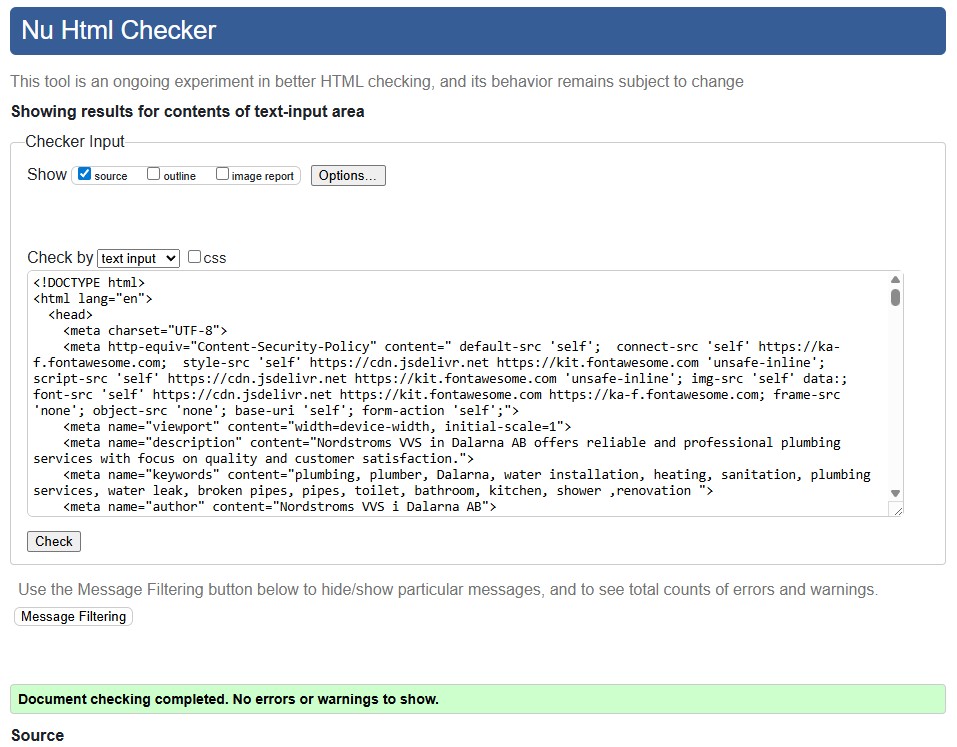 Nu Html Checker
This tool is an ongoing experiment in better HTML checking, and its behavior remains subject to change
Showing results for contents of text-input area
Checker Input
Show source outline image report Options...
Check by text input css
<!DOCTYPE html>
<html lang="en">
<head>
<meta charset="UTF-8">
<meta http-equiv="Content-Security-Policy" content=" default-src 'self';  connect-src 'self' https://ka-
f.fontawesome.com;  style-src 'self' https://cdn.jsdelivr.net https://kit.fontawesome.com 'unsafe-inline';
script-src 'self' https://cdn.jsdelivr.net https://kit.fontawesome.com 'unsafe-inline'; img-src 'self' data:;
font-src 'self' https://cdn.jsdelivr.net https://kit.fontawesome.com https://ka-f.fontawesome.com; frame-src
'none'; object-src 'none'; base-uri 'self'; form-action 'self';">
<meta name="viewport" content="width=device-width, initial-scale=1">
<meta name="description" content="Nordstroms VVS in Dalarna AB offers reliable and professional plumbing
services with focus on quality and customer satisfaction.">
<meta name="keywords" content="plumbing, plumber, Dalarna, water installation, heating, sanitation, plumbing
services, water leak, broken pipes, pipes, toilet, bathroom, kitchen, shower ,renovation ">
<meta name="author" content="Nordstroms VVS i Dalarna AB">
Check
Use the Message Filtering button below to hide/show particular messages, and to see total counts of errors and warnings.
Message Filtering
Document checking completed. No errors or warnings to show.
Source